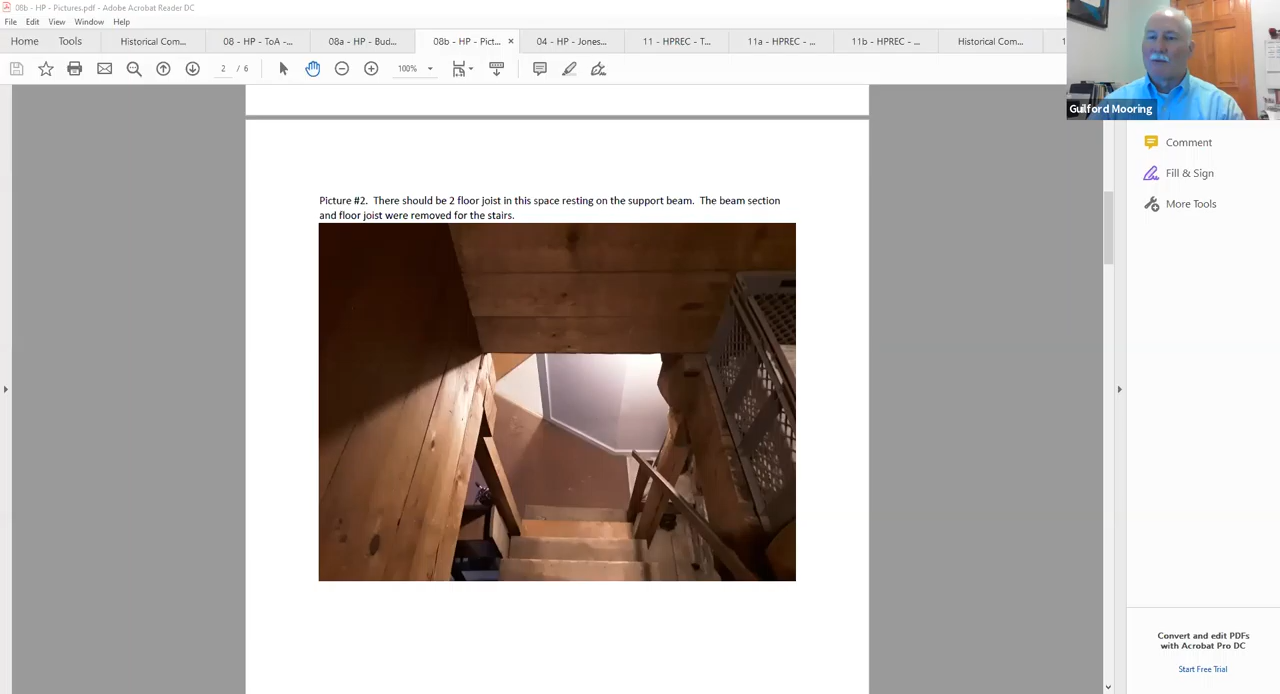 08b - HP - Pictures.pdf - Adobe Acrobat Reader DC
File Edit View Window Help
Home Tools Historical Com... 08 - HP - ToA -... 08a - HP - Bud... 08b - HP - Pict... × 04 - HP - Jones... 11 - HPREC - T... 11a - HPREC - ... 11b - HPREC - ... Historical Com... 1
2 / 6 100%
Guilford Mooring
Comment
Fill & Sign
More Tools
Picture #2. There should be 2 floor joist in this space resting on the support beam. The beam section
and floor joist were removed for the stairs.
Convert and edit PDFs
with Acrobat Pro DC
Start Free Trial